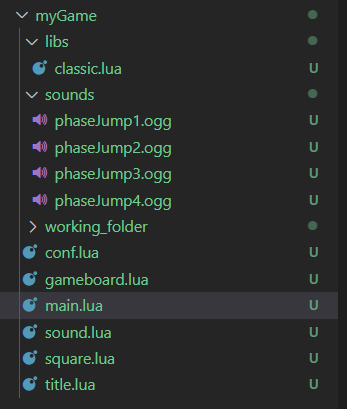 myGame
libs
classic.lua U
sounds
phaseJump1.ogg U
phaseJump2.ogg U
phaseJump3.ogg U
phaseJump4.ogg U
working_folder
conf.lua U
gameboard.lua U
main.lua U
sound.lua U
square.lua U
title.lua U